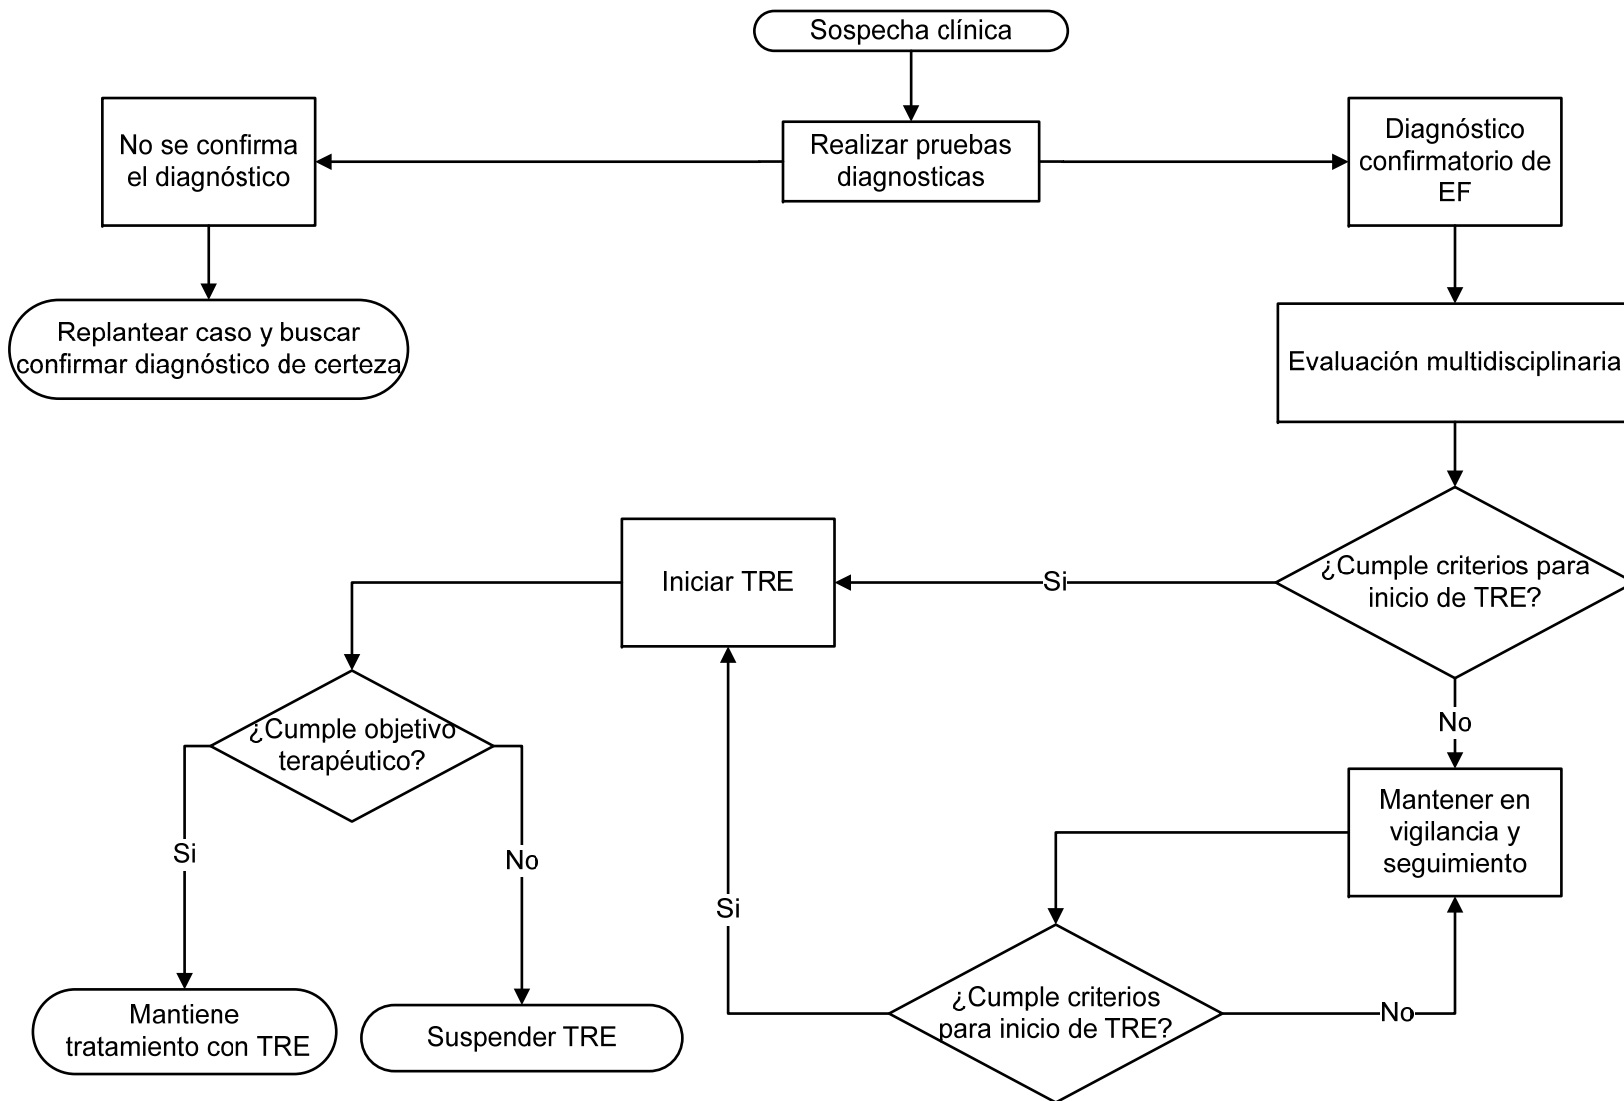 Sospecha clínica
No se confirma
el diagnóstico
Realizar pruebas
diagnosticas
Diagnóstico
confirmatorio de
EF
Replantear caso y buscar
confirmar diagnóstico de certeza
Evaluación multidisciplinaria
¿Cumple criterios para
inicio de TRE?
Si
Iniciar TRE
No
¿Cumple objetivo
terapéutico?
Si
No
Mantener en
vigilancia y
seguimiento
Si
¿Cumple criterios
para inicio de TRE?
No
Mantiene
tratamiento con TRE
Suspender TRE